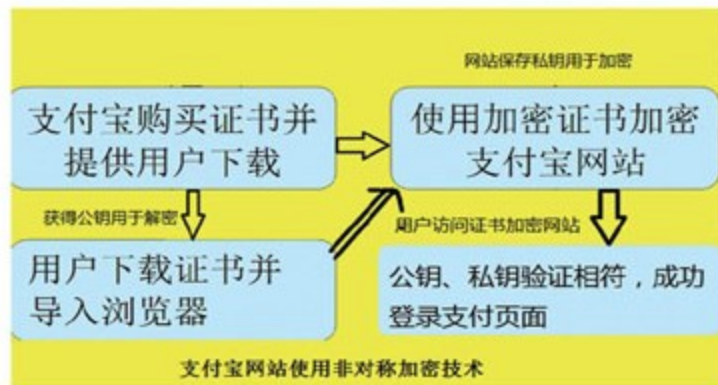 网站保存私钥用于加密
支付宝购买证书并
提供用户下载
使用加密证书加密
支付宝网站
获得公钥用于解密
用户访问证书加密网站
用户下载证书并
导入浏览器
公钥、私钥验证相符，成功
登录支付页面
支付宝网站使用非对称加密技术